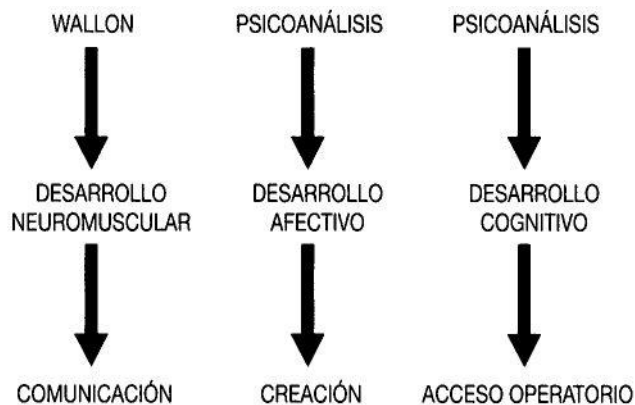 WALLON PSICOANÁLISIS PSICOANÁLISIS
DESARROLLO DESARROLLO DESARROLLO
NEUROMUSCULAR AFECTIVO COGNITIVO
COMUNICACIÓN CREACIÓN ACCESO OPERATORIO